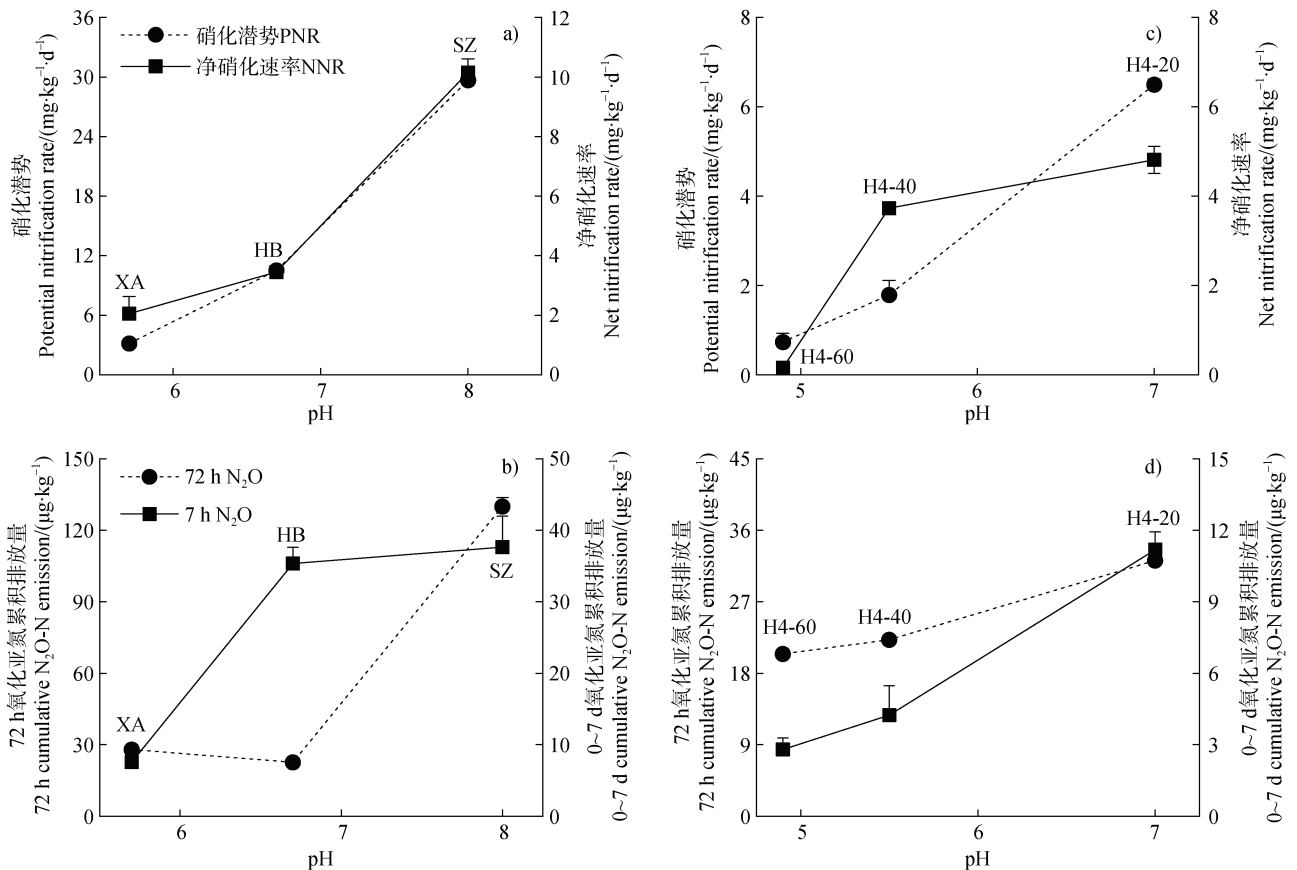 a)
硝化潜势PNR
净硝化速率NNR
36
30
24
18
12
6
0
硝化潜势
Potential nitrification rate/(mg·kg⁻¹·d⁻¹)
XA
HB
SZ
12
10
8
6
4
2
0
净硝化速率
Net nitrification rate/(mg·kg⁻¹·d⁻¹)
6
7
8
pH
c)
8
6
4
2
0
硝化潜势
Potential nitrification rate/(mg·kg⁻¹·d⁻¹)
H4-60
H4-40
H4-20
8
6
4
2
0
净硝化速率
Net nitrification rate/(mg·kg⁻¹·d⁻¹)
5
6
7
pH
b)
72 h N₂O
7 h N₂O
150
120
90
60
30
0
72 h氧化亚氮累积排放量
72 h cumulative N₂O-N emission/(μg·kg⁻¹)
XA
HB
SZ
50
40
30
20
10
0
0~7 d氧化亚氮累积排放量
0~7 d cumulative N₂O-N emission/(μg·kg⁻¹)
6
7
8
pH
d)
45
36
27
18
9
0
72 h氧化亚氮累积排放量
72 h cumulative N₂O-N emission/(μg·kg⁻¹)
H4-60
H4-40
H4-20
15
12
9
6
3
0
0~7 d氧化亚氮累积排放量
0~7 d cumulative N₂O-N emission/(μg·kg⁻¹)
5
6
7
pH